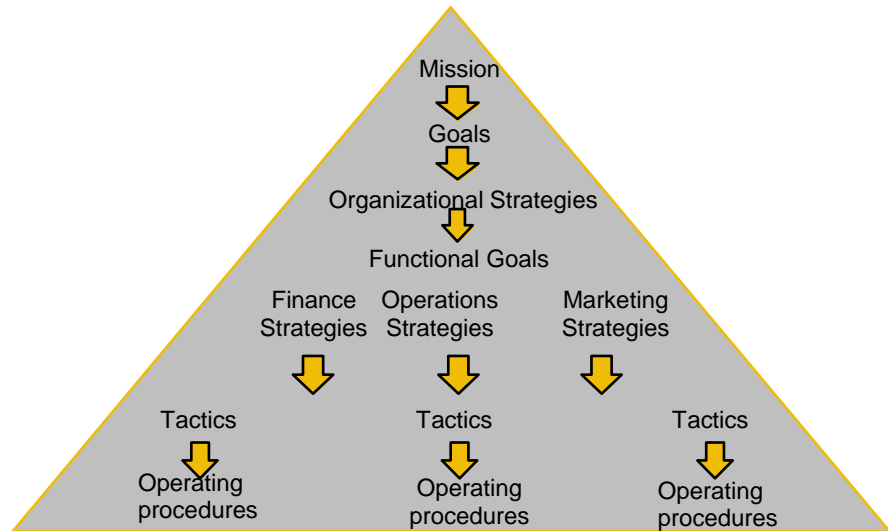 Mission
Goals
Organizational Strategies
Functional Goals
Finance Strategies
Operations Strategies
Marketing Strategies
Tactics
Tactics
Tactics
Operating procedures
Operating procedures
Operating procedures